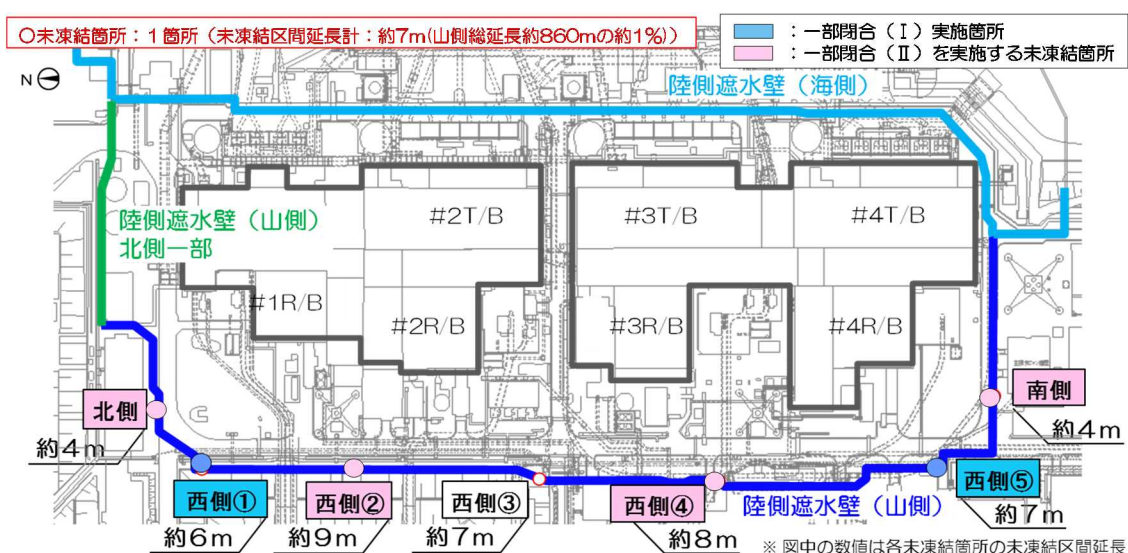 ○未凍結箇所:1箇所(未凍結区間延長計:約7m(山側総延長約860mの約1%))
:一部閉合(Ⅰ)実施箇所
:一部閉合(Ⅱ)を実施する未凍結箇所
N
陸側遮水壁(海側)
陸側遮水壁(山側)
北側一部
#2T/B
#3T/B
#4T/B
#1R/B
#2R/B
#3R/B
#4R/B
北側
約4m
南側
約4m
西側①
約6m
西側②
約9m
西側③
約7m
西側④
約8m
陸側遮水壁(山側)
西側⑤
約7m
※ 図中の数値は各未凍結箇所の未凍結区間延長